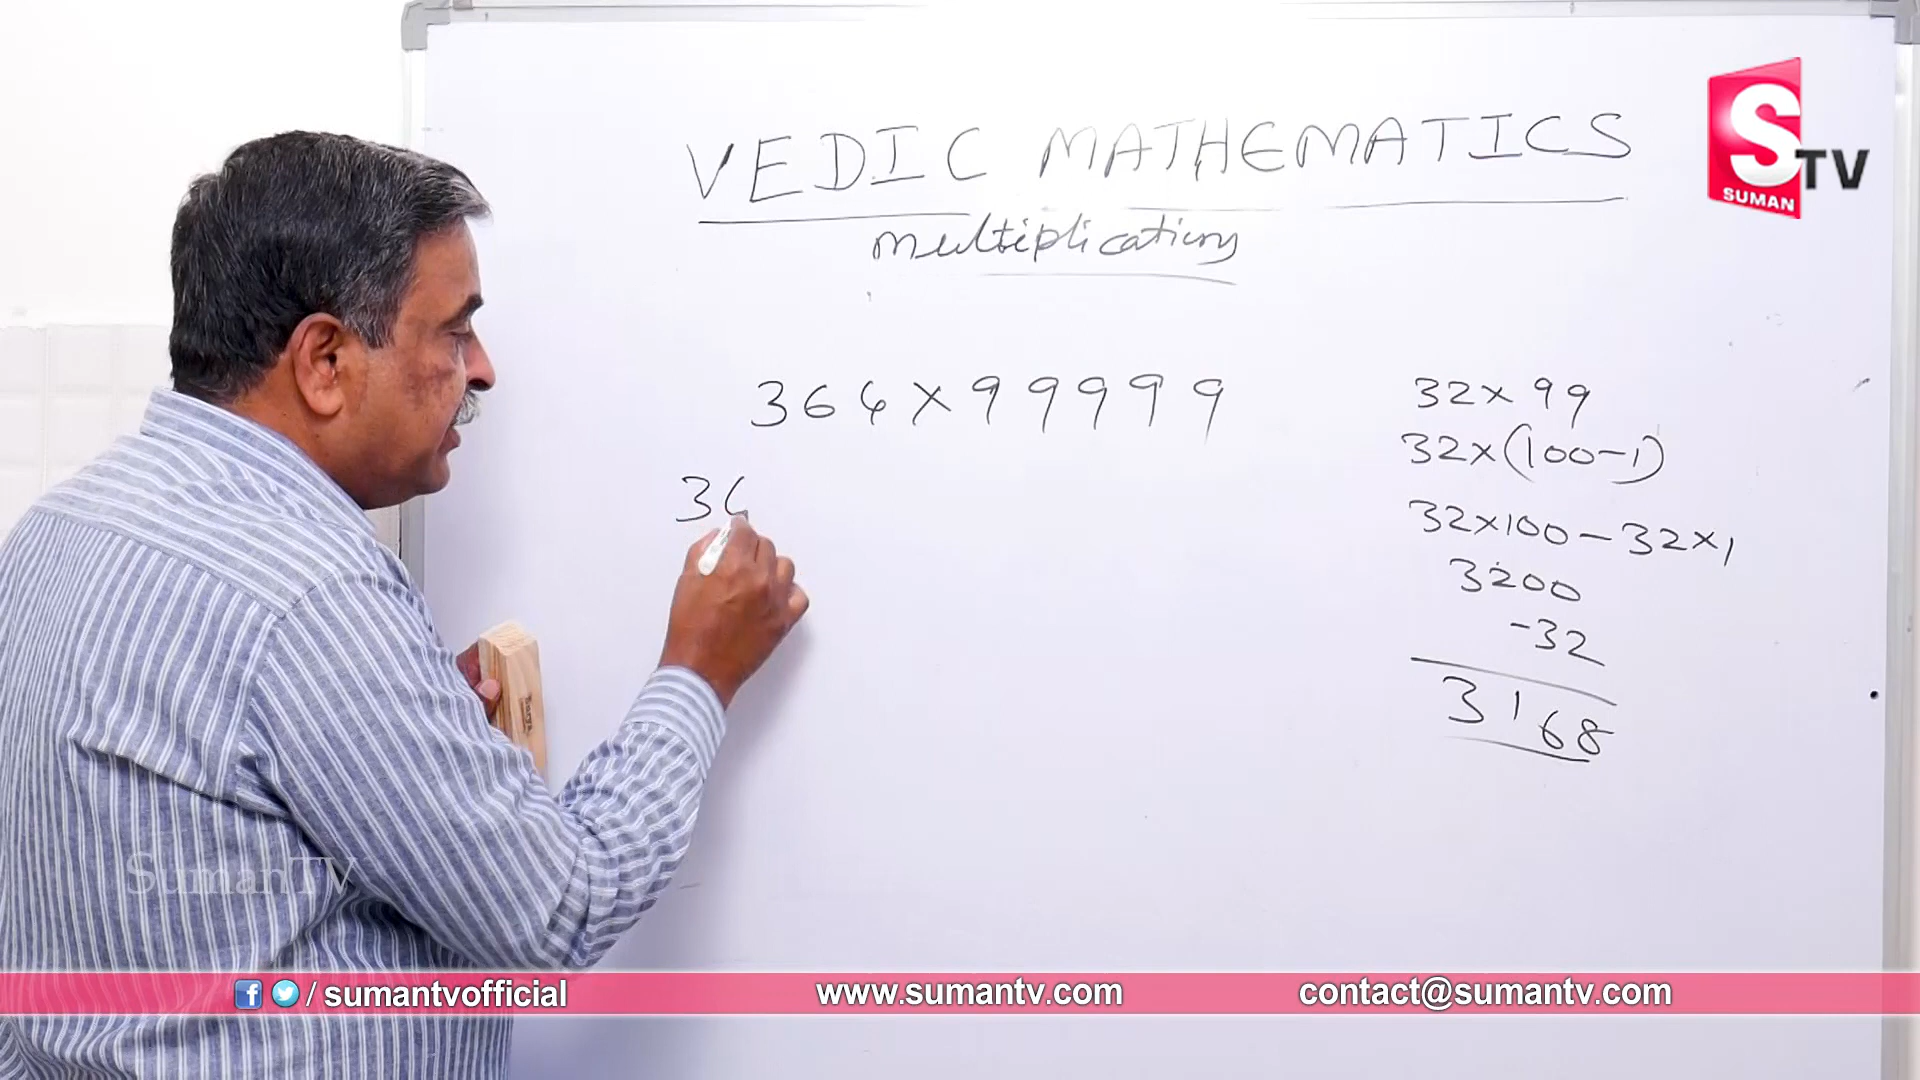 VEDIC MATHEMATICS
multiplications
364×99999
36
32×99
32×(100-1)
32×100-32×1
3200
-32
3168
S TV
SUMAN
SumanTV
/ sumantvofficial
www.sumantv.com
contact@sumantv.com